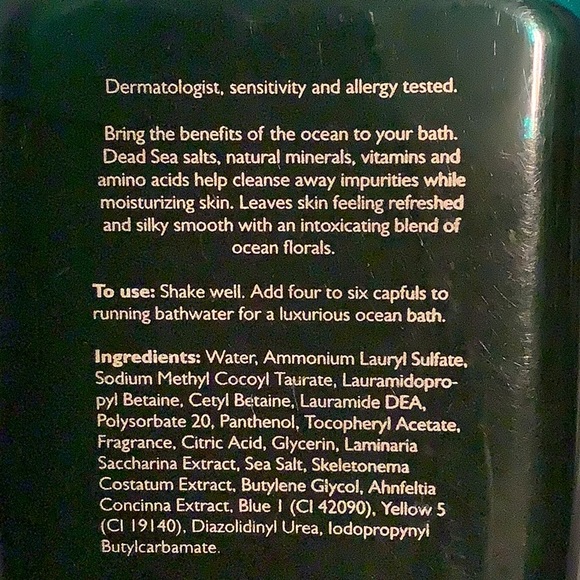 Dermatologist, sensitivity and allergy tested.
Bring the benefits of the ocean to your bath.
Dead Sea salts, natural minerals, vitamins and
amino acids help cleanse away impurities while
moisturizing skin. Leaves skin feeling refreshed
and silky smooth with an intoxicating blend of
ocean florals.
To use: Shake well. Add four to six capfuls to
running bathwater for a luxurious ocean bath.
Ingredients: Water, Ammonium Lauryl Sulfate,
Sodium Methyl Cocoyl Taurate, Lauramidopro-
pyl Betaine, Cetyl Betaine, Lauramide DEA,
Polysorbate 20, Panthenol, Tocopheryl Acetate,
Fragrance, Citric Acid, Glycerin, Laminaria
Saccharina Extract, Sea Salt, Skeletonema
Costatum Extract, Butylene Glycol, Ahnfeltia
Concinna Extract, Blue 1 (CI 42090), Yellow 5
(CI 19140), Diazolidinyl Urea, Iodopropynyl
Butylcarbamate.